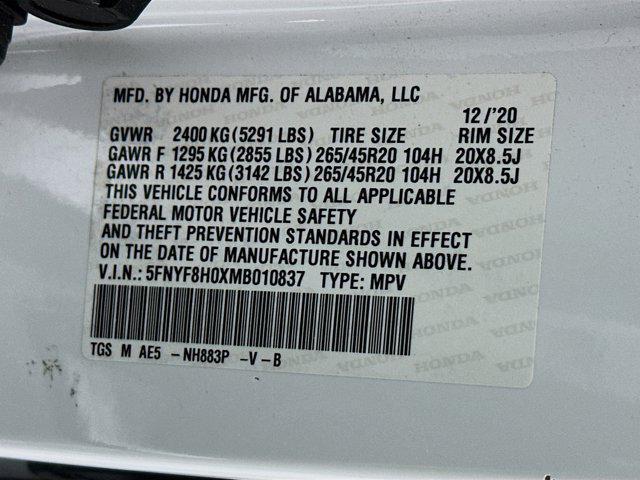 MFD. BY HONDA MFG. OF ALABAMA, LLC
12/'20
GVWR 2400 KG (5291 LBS) TIRE SIZE RIM SIZE
GAWR F 1295 KG (2855 LBS) 265/45R20 104H 20X8.5J
GAWR R 1425 KG (3142 LBS) 265/45R20 104H 20X8.5J
THIS VEHICLE CONFORMS TO ALL APPLICABLE
FEDERAL MOTOR VEHICLE SAFETY
AND THEFT PREVENTION STANDARDS IN EFFECT
ON THE DATE OF MANUFACTURE SHOWN ABOVE.
V.I.N.: 5FNYF8H0XMB010837 TYPE: MPV
TGS M AE5 -NH883P -V-B